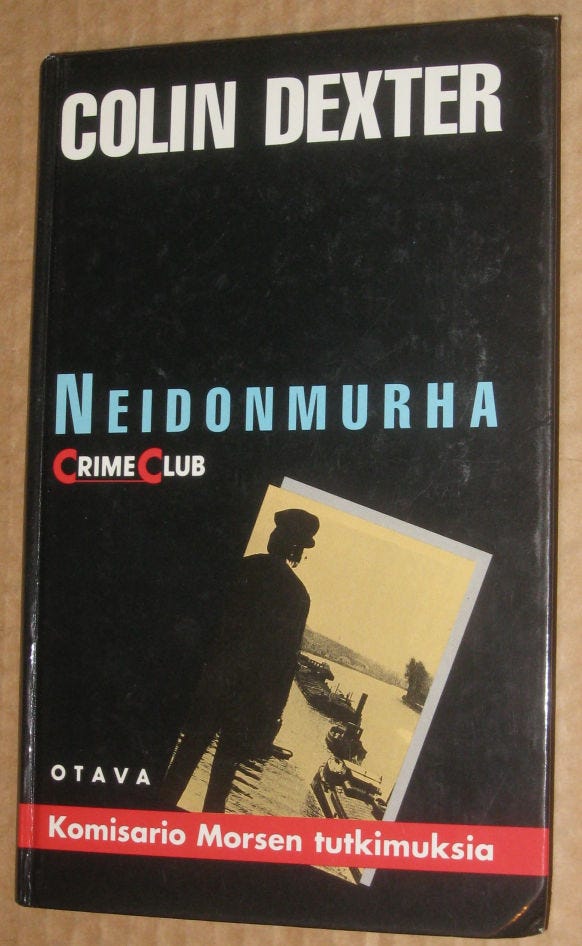 COLIN DEXTER
NEIDONMURHA
CRIME CLUB
OTAVA
Komisario Morsen tutkimuksia